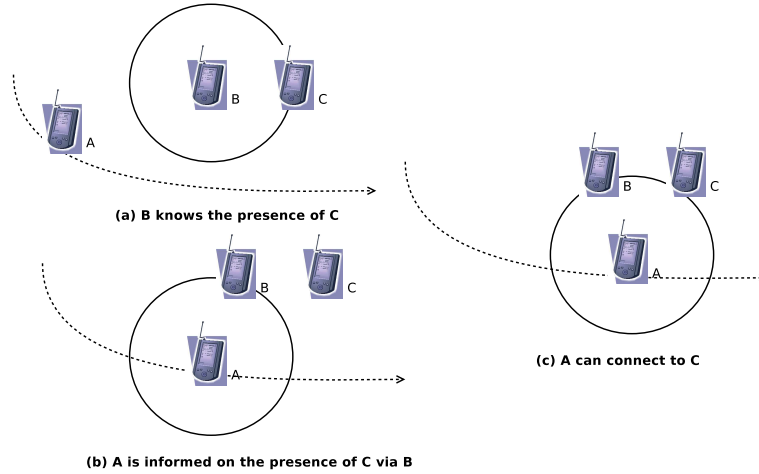 B
C
A
(a) B knows the presence of C
B
C
A
(b) A is informed on the presence of C via B
B
C
A
(c) A can connect to C